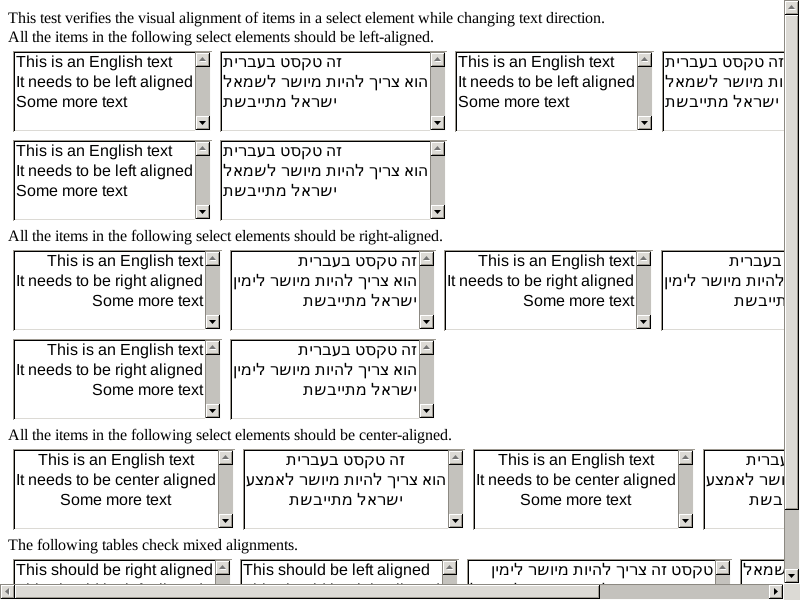 This test verifies the visual alignment of items in a select element while changing text direction.
All the items in the following select elements should be left-aligned.
This is an English text
It needs to be left aligned
Some more text
זה טקסט בעברית
הוא צריך להיות מיושר לשמאל
ישראל מתייבשת
This is an English text
It needs to be left aligned
Some more text
זה טקסט בעברית
להיות מיושר לשמאל
ישראל מתייבשת
This is an English text
It needs to be left aligned
Some more text
זה טקסט בעברית
הוא צריך להיות מיושר לשמאל
ישראל מתייבשת
All the items in the following select elements should be right-aligned.
This is an English text
It needs to be right aligned
Some more text
זה טקסט בעברית
הוא צריך להיות מיושר לימין
ישראל מתייבשת
This is an English text
It needs to be right aligned
Some more text
בעברית
להיות מיושר לימין
מתייבשת
This is an English text
It needs to be right aligned
Some more text
זה טקסט בעברית
הוא צריך להיות מיושר לימין
ישראל מתייבשת
All the items in the following select elements should be center-aligned.
This is an English text
It needs to be center aligned
Some more text
זה טקסט בעברית
הוא צריך להיות מיושר לאמצע
ישראל מתייבשת
This is an English text
It needs to be center aligned
Some more text
לאמצע
The following tables check mixed alignments.
This should be right aligned
This should be left aligned
טקסט זה צריך להיות מיושר לימין